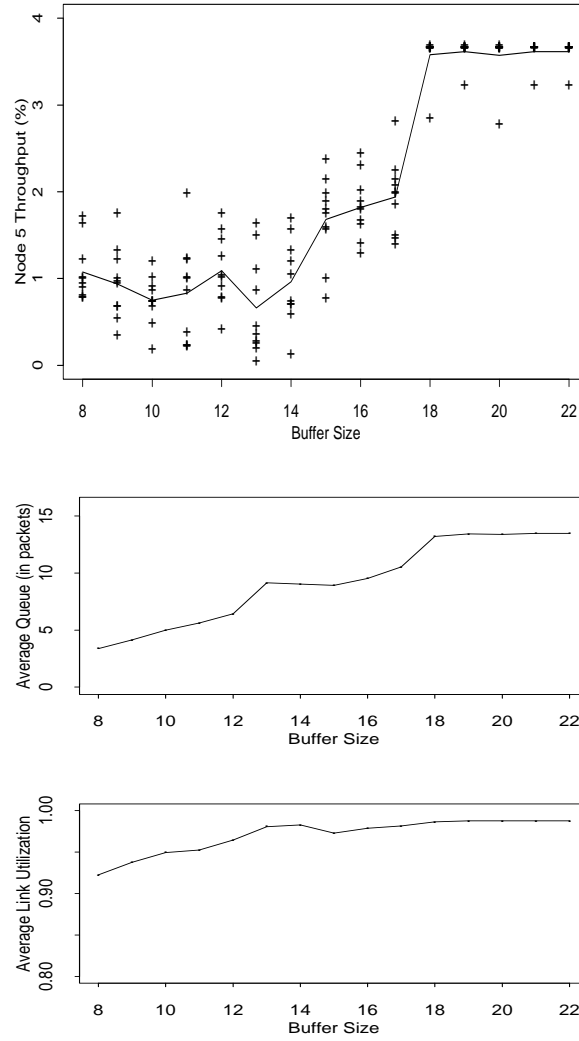 Node 5 Throughput (%)
4
3
2
1
0
8 10 12 14 16 18 20 22
Buffer Size
Average Queue (in packets)
15
10
5
0
8 10 12 14 16 18 20 22
Buffer Size
Average Link Utilization
1.00
0.90
0.80
8 10 12 14 16 18 20 22
Buffer Size